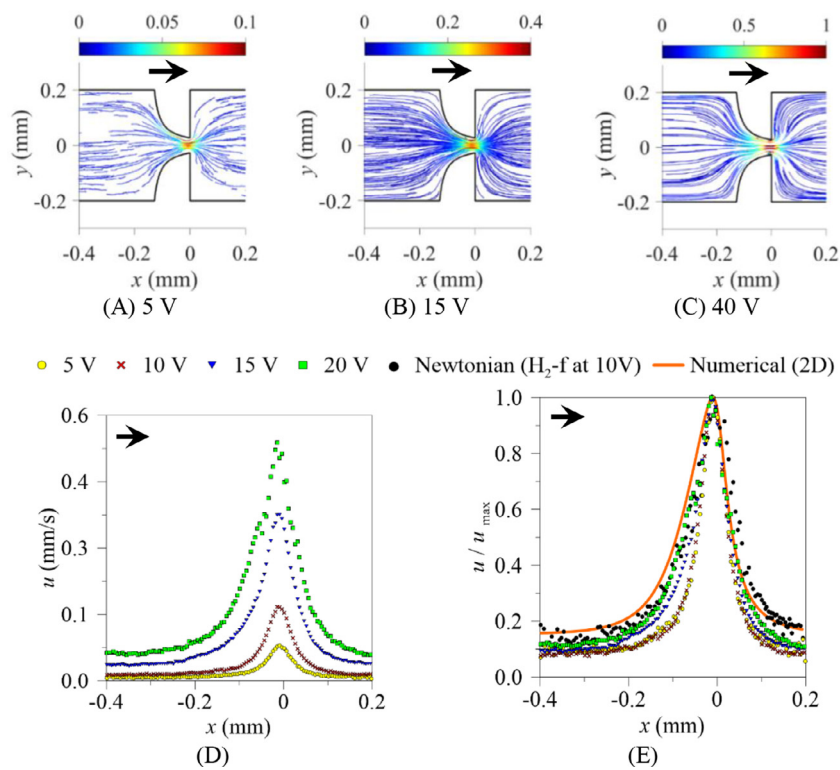 0 0.05 0.1
0 0.2 0.4
0 0.5 1
0.2
0
-0.2
y (mm)
-0.4 -0.2 0 0.2
x (mm)
(A) 5 V
0.2
0
-0.2
y (mm)
-0.4 -0.2 0 0.2
x (mm)
(B) 15 V
0.2
0
-0.2
y (mm)
-0.4 -0.2 0 0.2
x (mm)
(C) 40 V
5 V 10 V 15 V 20 V Newtonian (H₂-f at 10V) Numerical (2D)
0.6
0.4
0.3
0.1
0.0
u (mm/s)
-0.4 -0.2 0 0.2
x (mm)
(D)
1.0
0.8
0.6
0.4
0.2
0
u / u max
-0.4 -0.2 0 0.2
x (mm)
(E)